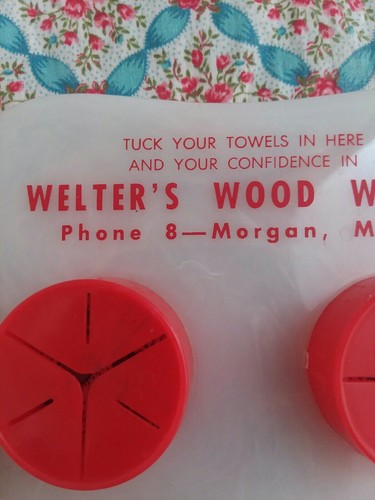 TUCK YOUR TOWELS IN HERE
AND YOUR CONFIDENCE IN
WELTER'S WOOD W
Phone 8—Morgan, M